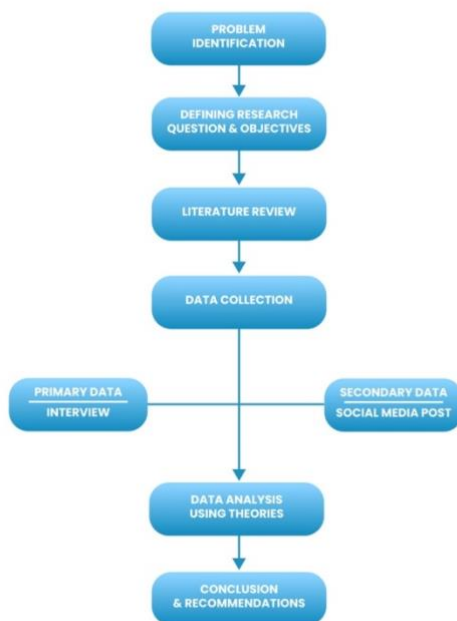 PROBLEM
IDENTIFICATION
DEFINING RESEARCH
QUESTION & OBJECTIVES
LITERATURE REVIEW
DATA COLLECTION
PRIMARY DATA
INTERVIEW
SECONDARY DATA
SOCIAL MEDIA POST
DATA ANALYSIS
USING THEORIES
CONCLUSION
& RECOMMENDATIONS